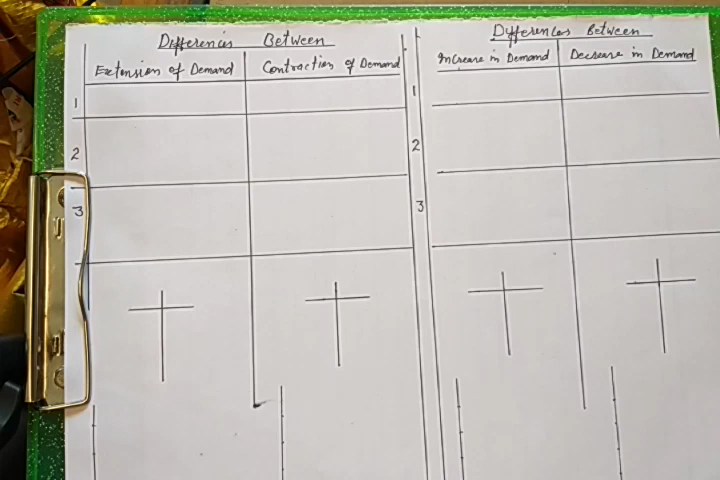 Differences Between
Extension of Demand Contraction of Demand
1
2
3
Differences Between
Increase in Demand Decrease in Demand
1
2
3